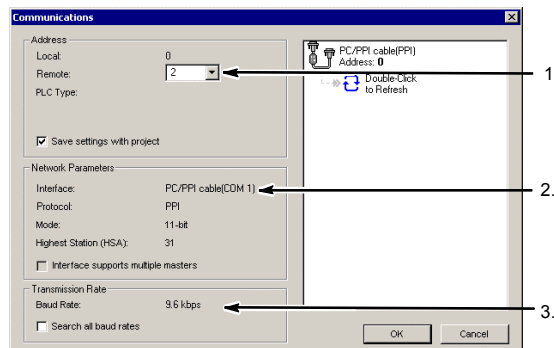 Communications
Address
Local: 0
Remote: 2
PLC Type:
Save settings with project
Network Parameters
Interface: PC/PPI cable(COM 1)
Protocol: PPI
Mode: 11-bit
Highest Station (HSA): 31
Interface supports multiple masters
Transmission Rate
Baud Rate: 9.6 kbps
Search all baud rates
PC/PPI cable(PPI)
Address: 0
Double-Click
to Refresh
OK Cancel
1
2.
3.